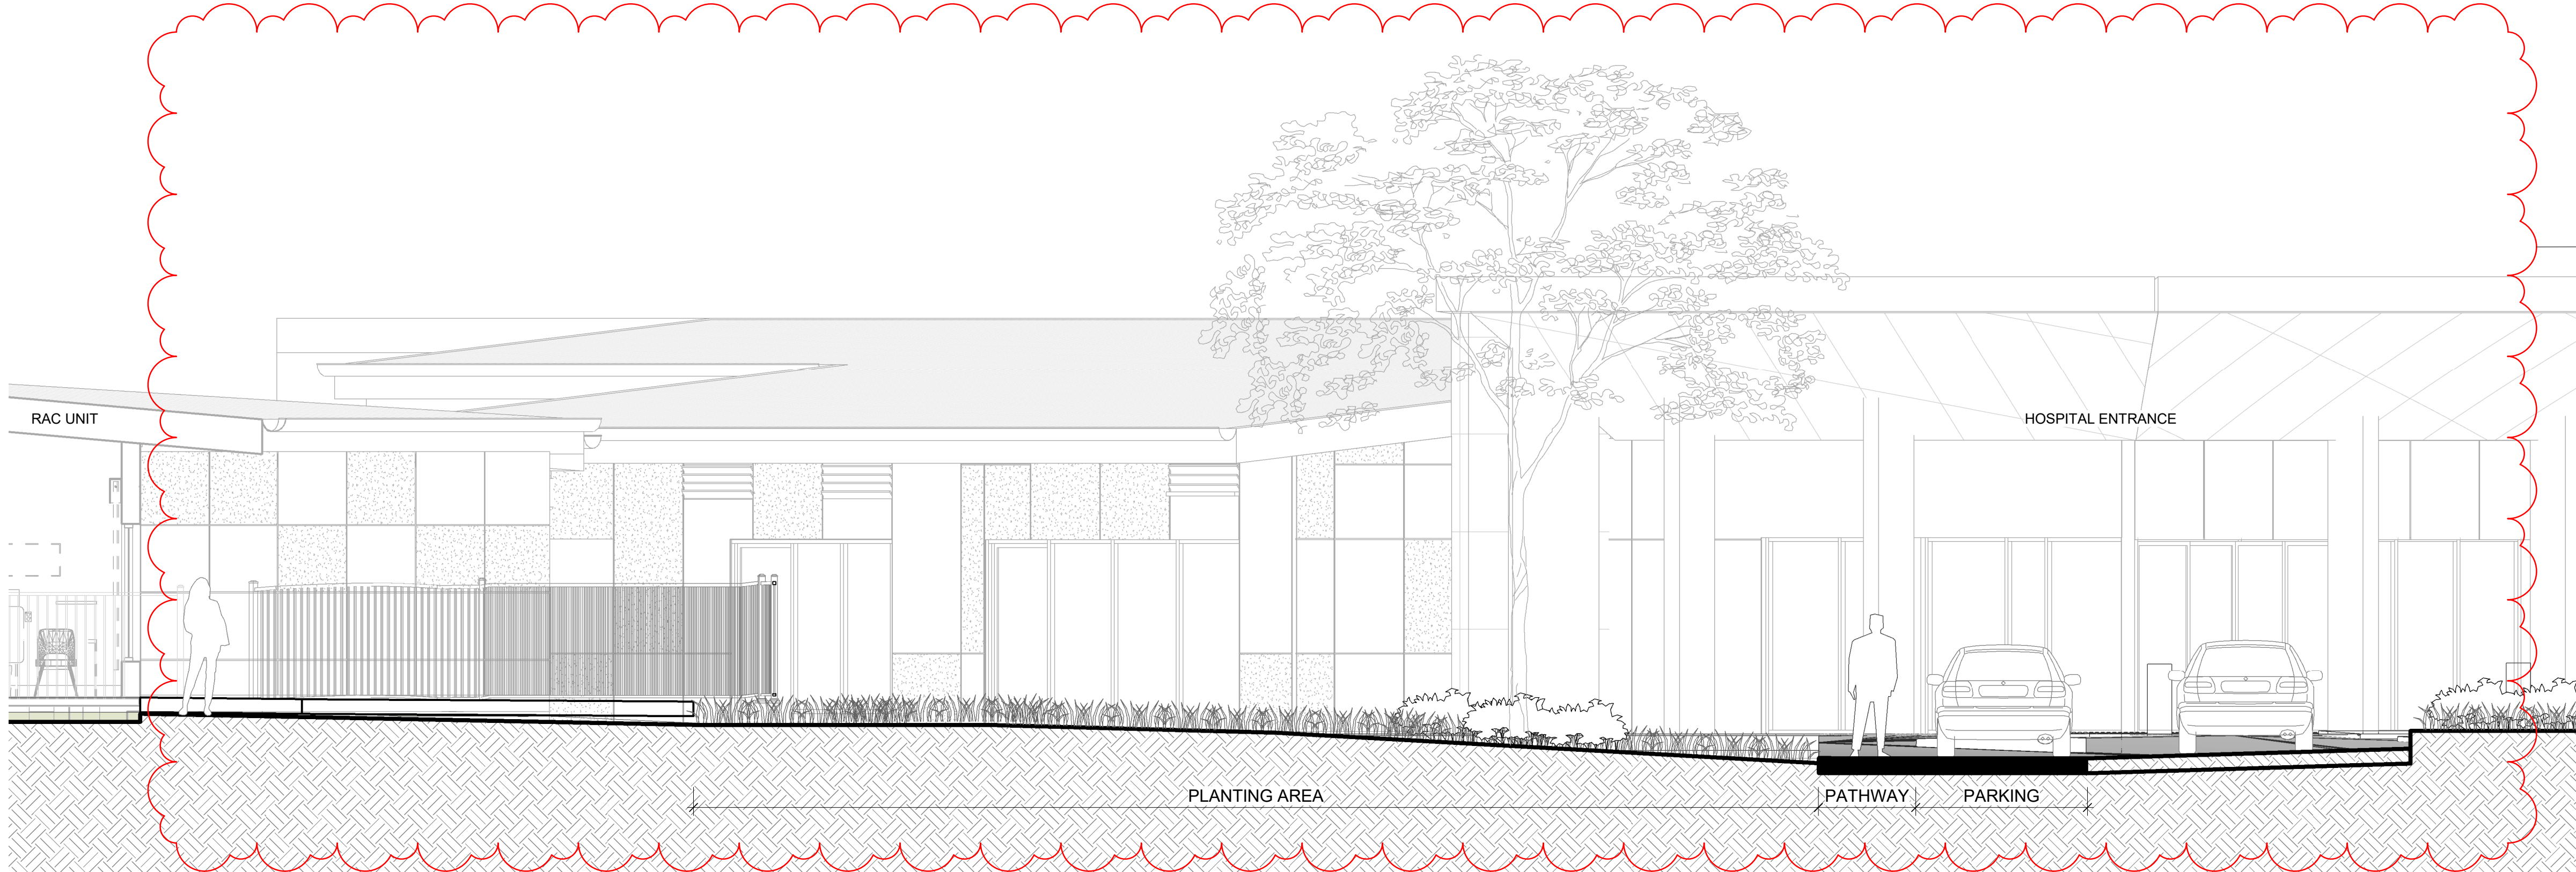 RAC UNIT
HOSPITAL ENTRANCE
PLANTING AREA
PATHWAY
PARKING